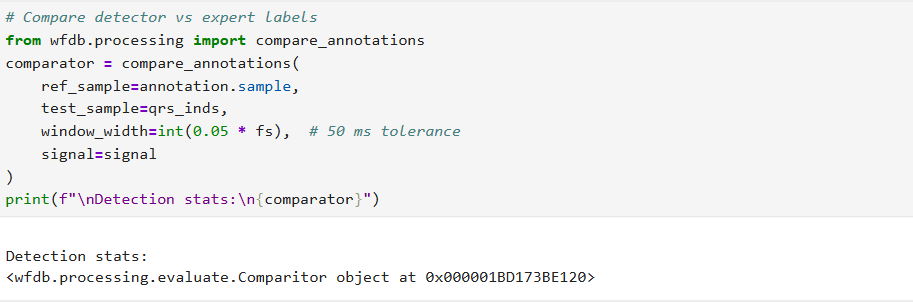 # Compare detector vs expert labels
from wfdb.processing import compare_annotations
comparator = compare_annotations(
    ref_sample=annotation.sample,
    test_sample=qrs_inds,
    window_width=int(0.05 * fs),  # 50 ms tolerance
    signal=signal
)
print(f"\nDetection stats:\n{comparator}")
Detection stats:
<wfdb.processing.evaluate.Comparitor object at 0x000001BD173BE120>